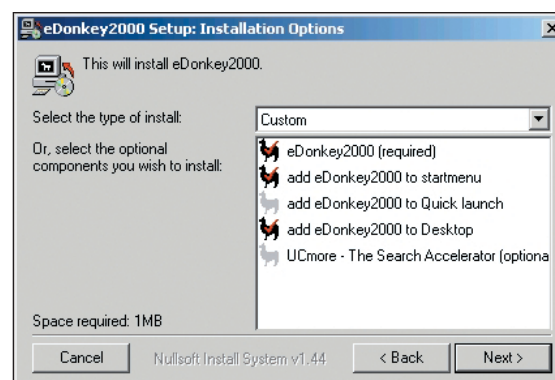 eDonkey2000 Setup: Installation Options
This will install eDonkey2000.
Select the type of install:
Custom
Or, select the optional
components you wish to install:
eDonkey2000 (required)
add eDonkey2000 to startmenu
add eDonkey2000 to Quick launch
add eDonkey2000 to Desktop
UCmore - The Search Accelerator (optiona
Space required: 1MB
Cancel
Nullsoft Install System v1.44
< Back
Next >